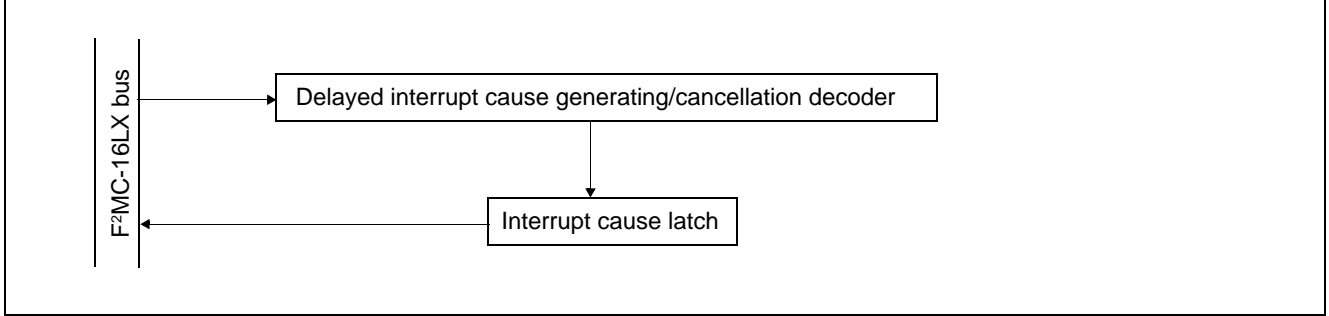 F²MC-16LX bus
Delayed interrupt cause generating/cancellation decoder
Interrupt cause latch